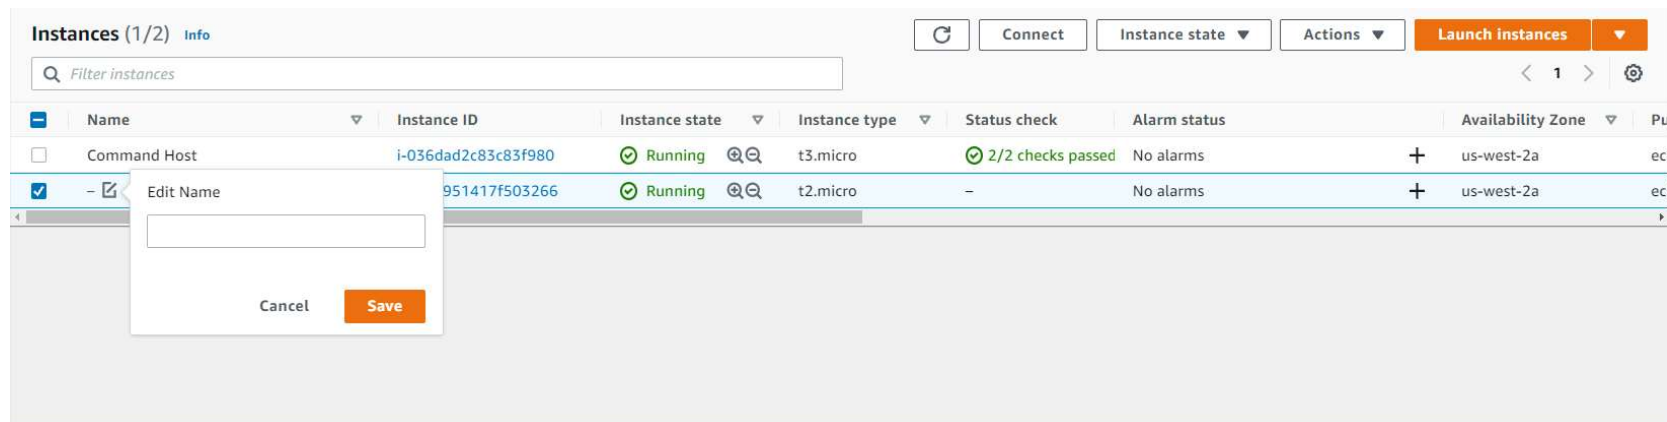 Instances (1/2) Info Connect Instance state Actions Launch instances
Filter instances 1
Name Instance ID Instance state Instance type Status check Alarm status Availability Zone Pu
Command Host i-036dad2c83c83f980 Running t3.micro 2/2 checks passed No alarms + us-west-2a ec
– 951417f503266 Running t2.micro – No alarms + us-west-2a ec
Edit Name
Cancel Save